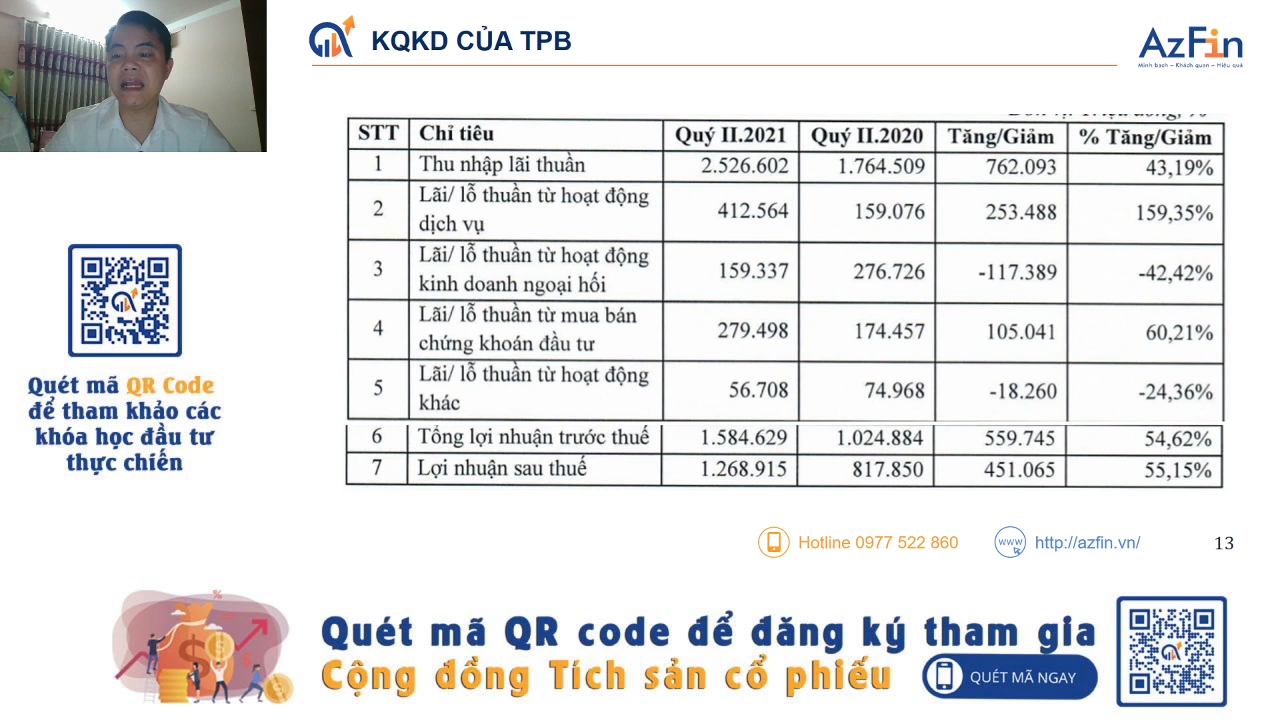 KQKD CỦA TPB
AzFin
Minh bạch – Khách quan – Hiệu quả
STT Chỉ tiêu Quý II.2021 Quý II.2020 Tăng/Giảm % Tăng/Giảm
1 Thu nhập lãi thuần 2.526.602 1.764.509 762.093 43,19%
2 Lãi/ lỗ thuần từ hoạt động dịch vụ 412.564 159.076 253.488 159,35%
3 Lãi/ lỗ thuần từ hoạt động kinh doanh ngoại hối 159.337 276.726 -117.389 -42,42%
4 Lãi/ lỗ thuần từ mua bán chứng khoán đầu tư 279.498 174.457 105.041 60,21%
5 Lãi/ lỗ thuần từ hoạt động khác 56.708 74.968 -18.260 -24,36%
6 Tổng lợi nhuận trước thuế 1.584.629 1.024.884 559.745 54,62%
7 Lợi nhuận sau thuế 1.268.915 817.850 451.065 55,15%
Quét mã QR Code
để tham khảo các
khóa học đầu tư
thực chiến
Hotline 0977 522 860
www
http://azfin.vn/
13
Quét mã QR code để đăng ký tham gia
Cộng đồng Tích sản cổ phiếu
QUÉT MÃ NGAY